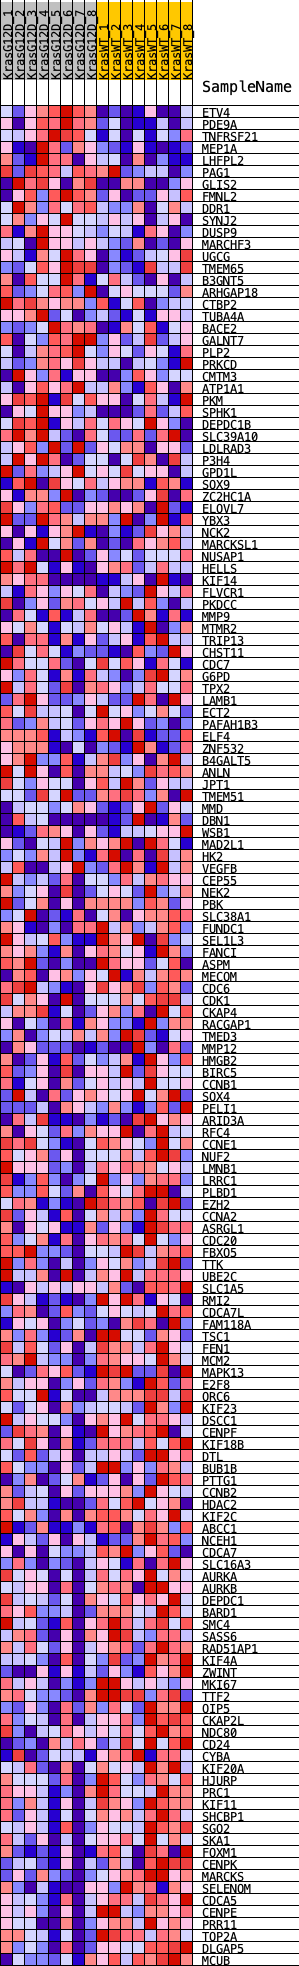 KrasG12D_1
KrasG12D_2
KrasG12D_3
KrasG12D_4
KrasG12D_5
KrasG12D_6
KrasG12D_7
KrasG12D_8
KrasWT_1
KrasWT_2
KrasWT_3
KrasWT_4
KrasWT_5
KrasWT_6
KrasWT_7
KrasWT_8
SampleName
ETV4
PDE9A
TNFRSF21
MEP1A
LHFPL2
PAG1
GLIS2
FMNL2
DDR1
SYNJ2
DUSP9
MARCHF3
UGCG
TMEM65
B3GNT5
ARHGAP18
CTBP2
TUBA4A
BACE2
GALNT7
PLP2
PRKCD
CMTM3
ATP1A1
PKM
SPHK1
DEPDC1B
SLC39A10
LDLRAD3
P3H4
GPD1L
SOX9
ZC2HC1A
ELOVL7
YBX3
NCK2
MARCKSL1
NUSAP1
HELLS
KIF14
FLVCR1
PKDCC
MMP9
MTMR2
TRIP13
CHST11
CDC7
G6PD
TPX2
LAMB1
ECT2
PAFAH1B3
ELF4
ZNF532
B4GALT5
ANLN
JPT1
TMEM51
MMD
DBN1
WSB1
MAD2L1
HK2
VEGFB
CEP55
NEK2
PBK
SLC38A1
FUNDC1
SEL1L3
FANCI
ASPM
MECOM
CDC6
CDK1
CKAP4
RACGAP1
TMED3
MMP12
HMGB2
BIRC5
CCNB1
SOX4
PELI1
ARID3A
RFC4
CCNE1
NUF2
LMNB1
LRRC1
PLBD1
EZH2
CCNA2
ASRGL1
CDC20
FBXO5
TTK
UBE2C
SLC1A5
RMI2
CDCA7L
FAM118A
TSC1
FEN1
MCM2
MAPK13
E2F8
ORC6
KIF23
DSCC1
CENPF
KIF18B
DTL
BUB1B
PTTG1
CCNB2
HDAC2
KIF2C
ABCC1
NCEH1
CDCA7
SLC16A3
AURKA
AURKB
DEPDC1
BARD1
SMC4
SASS6
RAD51AP1
KIF4A
ZWINT
MKI67
TTF2
OIP5
CKAP2L
NDC80
CD24
CYBA
KIF20A
HJURP
PRC1
KIF11
SHCBP1
SGO2
SKA1
FOXM1
CENPK
MARCKS
SELENOM
CDCA5
CENPE
PRR11
TOP2A
DLGAP5
MCUB